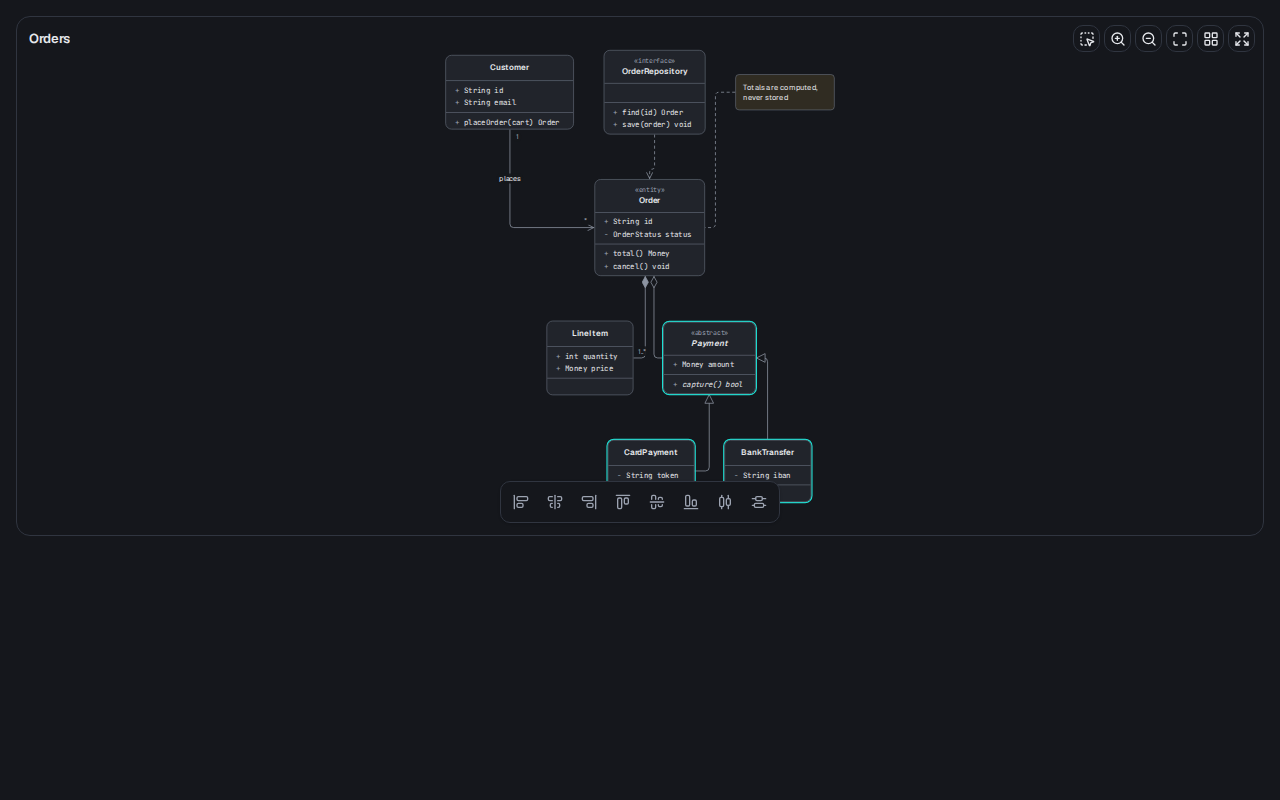 Orders
Customer
+ String id
+ String email
+ placeOrder(cart) Order
«interface»
OrderRepository
+ find(id) Order
+ save(order) void
Totals are computed,
never stored
1
places
*
«entity»
Order
+ String id
- OrderStatus status
+ total() Money
+ cancel() void
LineItem
+ int quantity
+ Money price
1..*
«abstract»
Payment
+ Money amount
+ capture() bool
CardPayment
- String token
BankTransfer
- String iban